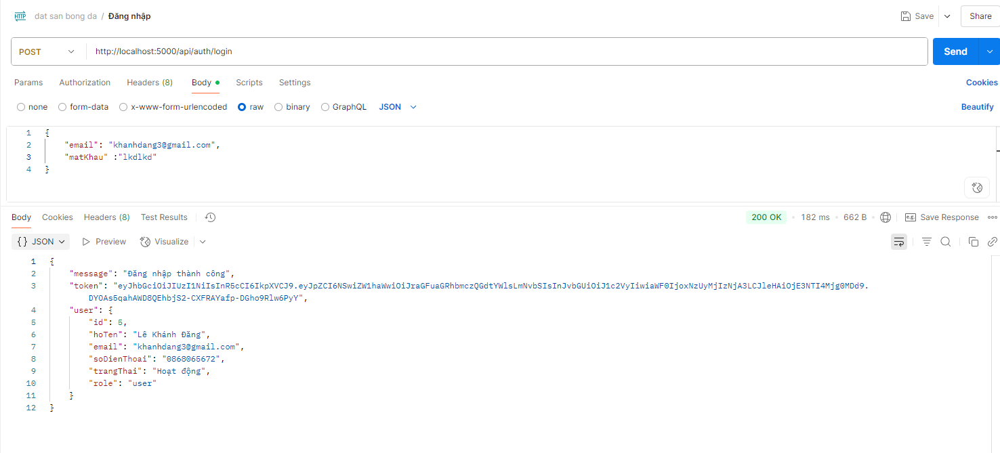 HTTP dat san bong da / Đăng nhập Save Share
POST http://localhost:5000/api/auth/login Send
Params Authorization Headers (8) Body Scripts Settings Cookies
none form-data x-www-form-urlencoded raw binary GraphQL JSON Beautify
1 {
2 "email": "khanhdang3@gmail.com",
3 "matKhau" :"lkdlkd"
4 }
Body Cookies Headers (8) Test Results 200 OK • 182 ms • 662 B • e.g. Save Response
{} JSON Preview Visualize
1 {
2 "message": "Đăng nhập thành công",
3 "token": "eyJhbGciOiJIUzI1NiIsInR5cCI6IkpXVCJ9.eyJpZCI6NSwiZW1haWwiOiJraGFuaGRhbmczQGdtYWlsLmNvbSIsInJvbGUiOiJ1c2VyIiwiaWF0IjoxNzUyMjIzNjA3LCJleHAiOjE3NTI4Mjg0MDd9.
DYOAs5qahAWD8QEhbjS2-CXFRAYafp-DGho9Rlw6PyY",
4 "user": {
5 "id": 5,
6 "hoTen": "Lê Khánh Đăng",
7 "email": "khanhdang3@gmail.com",
8 "soDienThoai": "0868065672",
9 "trangThai": "Hoạt động",
10 "role": "user"
11 }
12 }